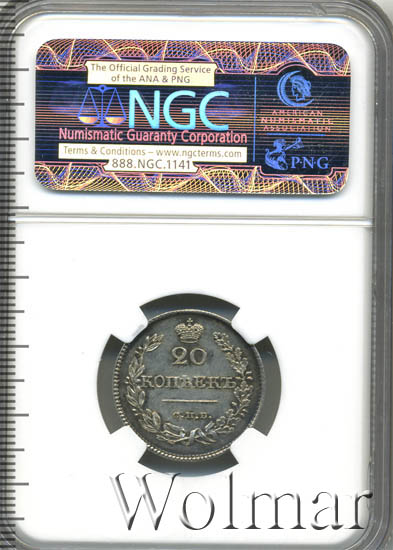 The Official Grading Service
of the ANA & PNG
NGC
Numismatic Guaranty Corporation
Terms & Conditions – www.ngcterms.com
888.NGC.1141
AMERICAN
NUMISMATIC
ASSOCIATION
PNG
20
КОПѢЕКЪ
С.П.Б.
Wolmar